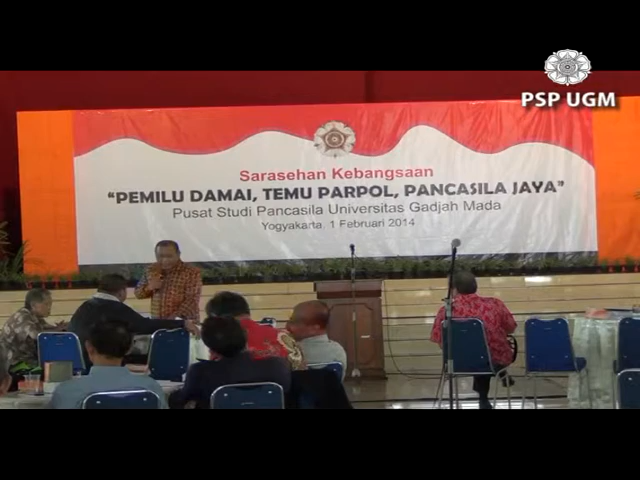 PSP UGM
Sarasehan Kebangsaan
"PEMILU DAMAI, TEMU PARPOL, PANCASILA JAYA"
Pusat Studi Pancasila Universitas Gadjah Mada
Yogyakarta, 1 Februari 2014